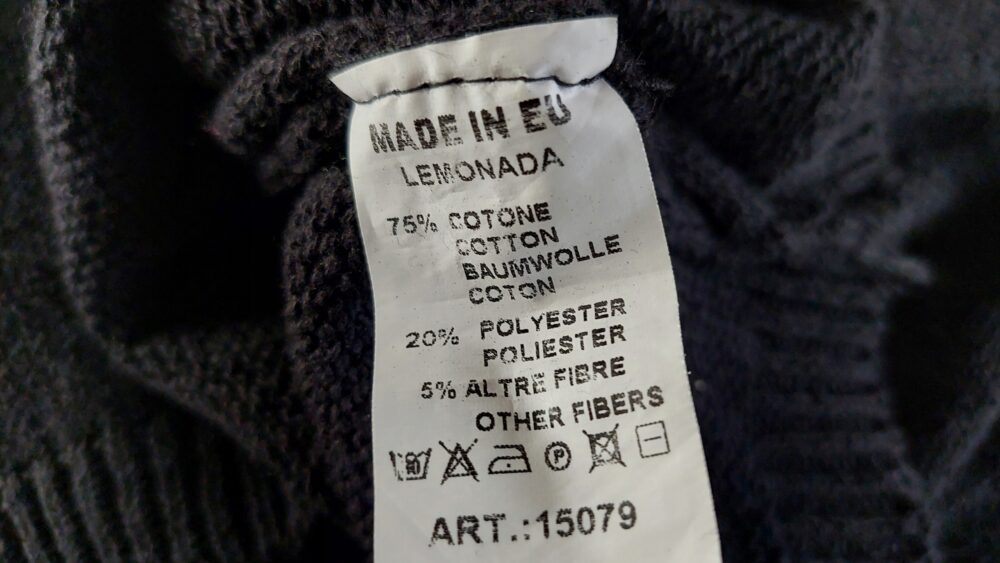 MADE IN EU
LEMONADA
75% COTONE
COTTON
BAUMWOLLE
COTON
20% POLYESTER
POLIESTER
5% ALTRE FIBRE
OTHER FIBERS
P
ART.:15079